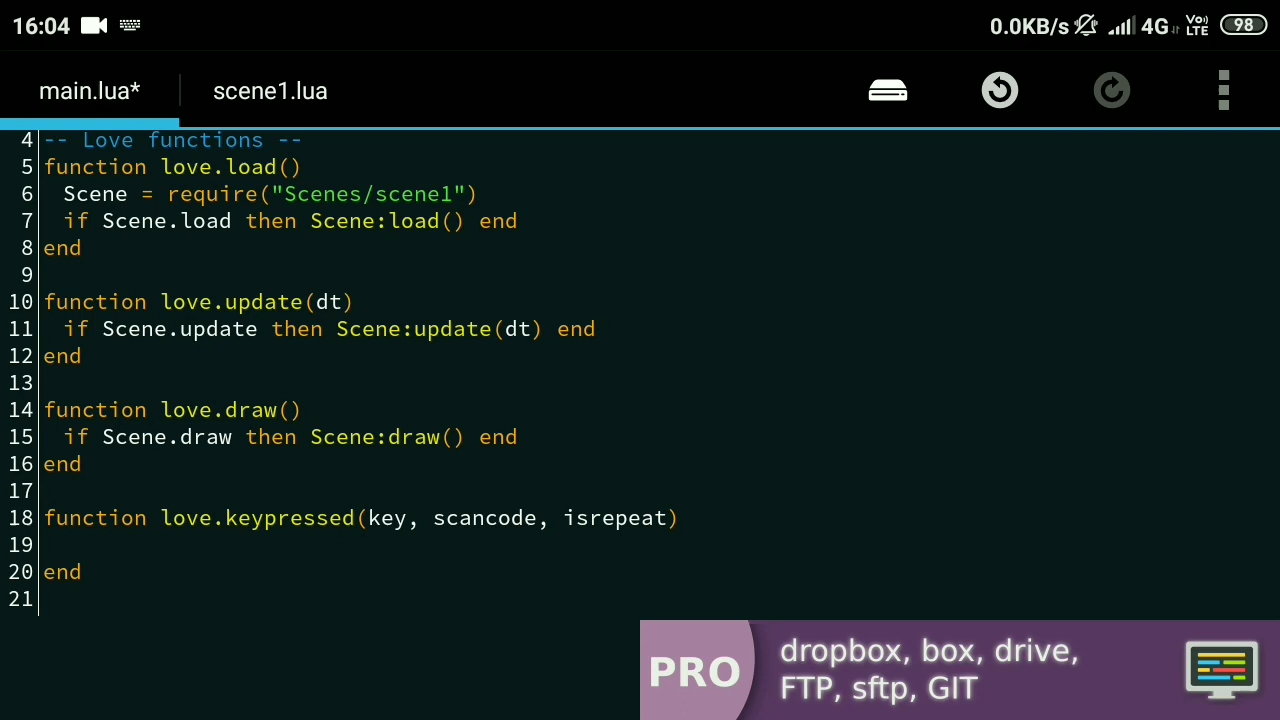 16:04 0.0KB/s 4G Vo) LTE 98
main.lua* scene1.lua
4 -- Love functions --
5 function love.load()
6   Scene = require("Scenes/scene1")
7   if Scene.load then Scene:load() end
8 end
9
10 function love.update(dt)
11   if Scene.update then Scene:update(dt) end
12 end
13
14 function love.draw()
15   if Scene.draw then Scene:draw() end
16 end
17
18 function love.keypressed(key, scancode, isrepeat)
19
20 end
21
PRO
dropbox, box, drive,
FTP, sftp, GIT